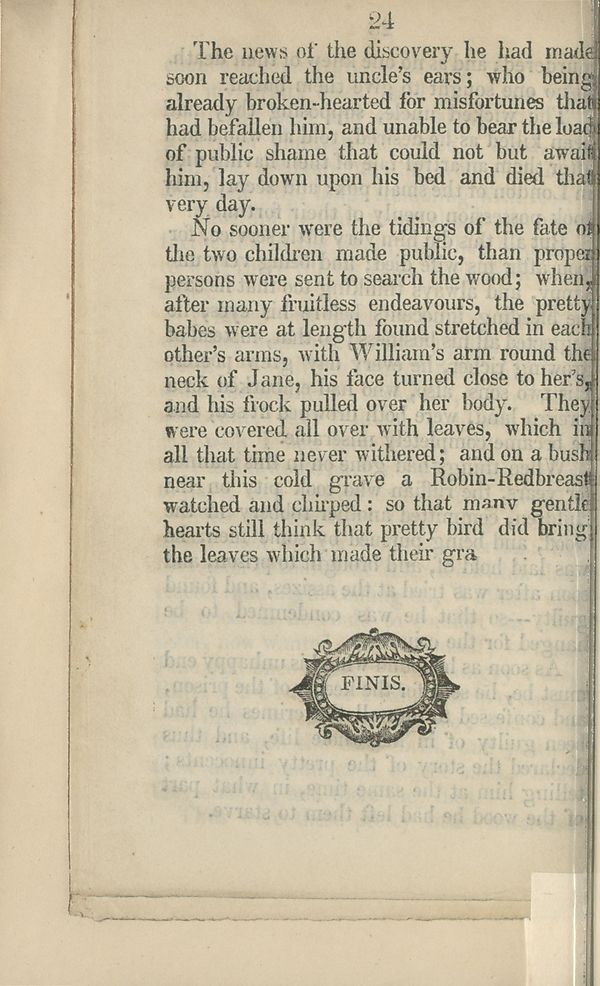 24
The news of the discovery he had made
soon reached the uncle's ears; who being
already broken-hearted for misfortunes that
had befallen him, and unable to bear the load
of public shame that could not but await
him, lay down upon his bed and died that
very day.
No sooner were the tidings of the fate of
the two children made public, than proper
persons were sent to search the wood; when,
after many fruitless endeavours, the pretty
babes were at length found stretched in each
other's arms, with William's arm round the
neck of Jane, his face turned close to her's,
and his frock pulled over her body. They
were covered all over with leaves, which in
all that time never withered; and on a bush
near this cold grave a Robin-Redbreast
watched and chirped: so that many gentle
hearts still think that pretty bird did bring
the leaves which made their gra
FINIS.